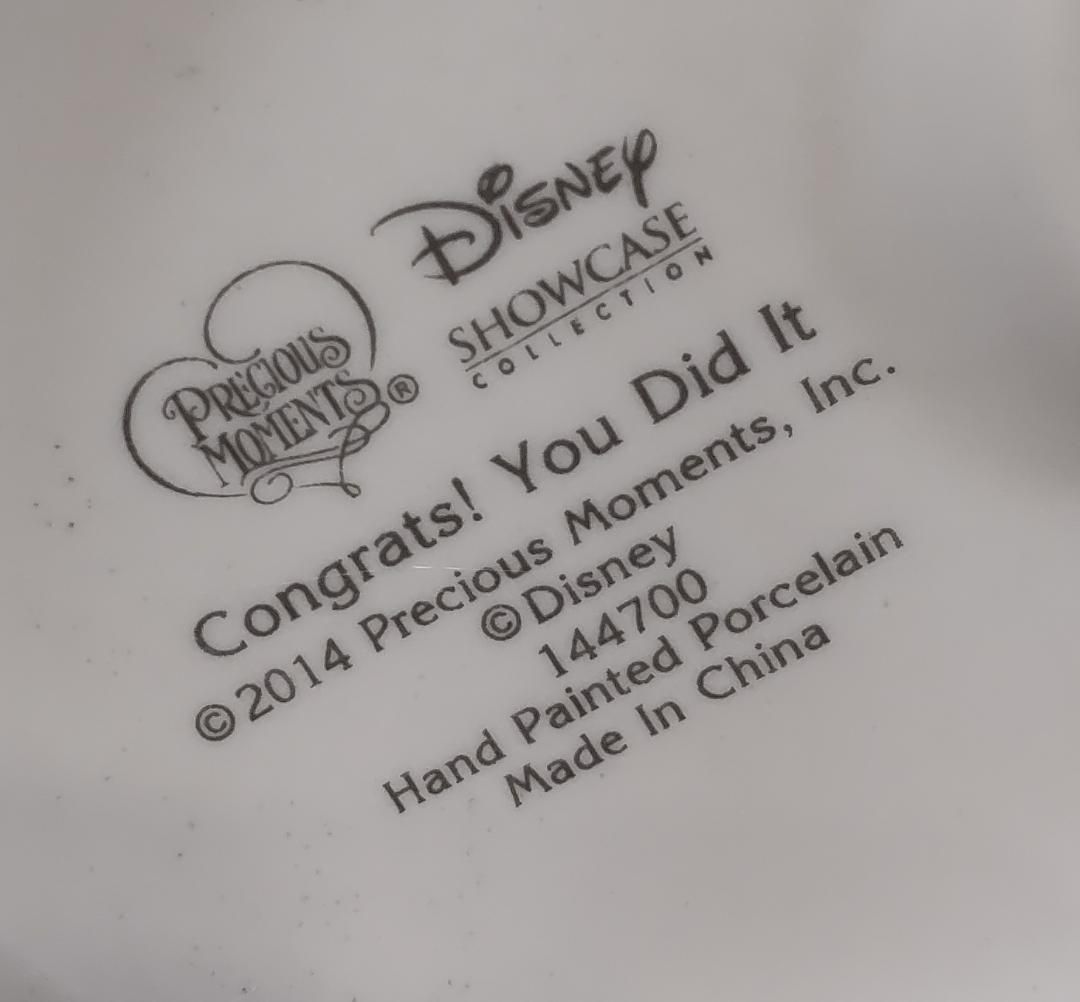 Disney
SHOWCASE
COLLECTION
PRECIOUS
MOMENTS®
Congrats! You Did It
©2014 Precious Moments, Inc.
©Disney
144700
Hand Painted Porcelain
Made In China